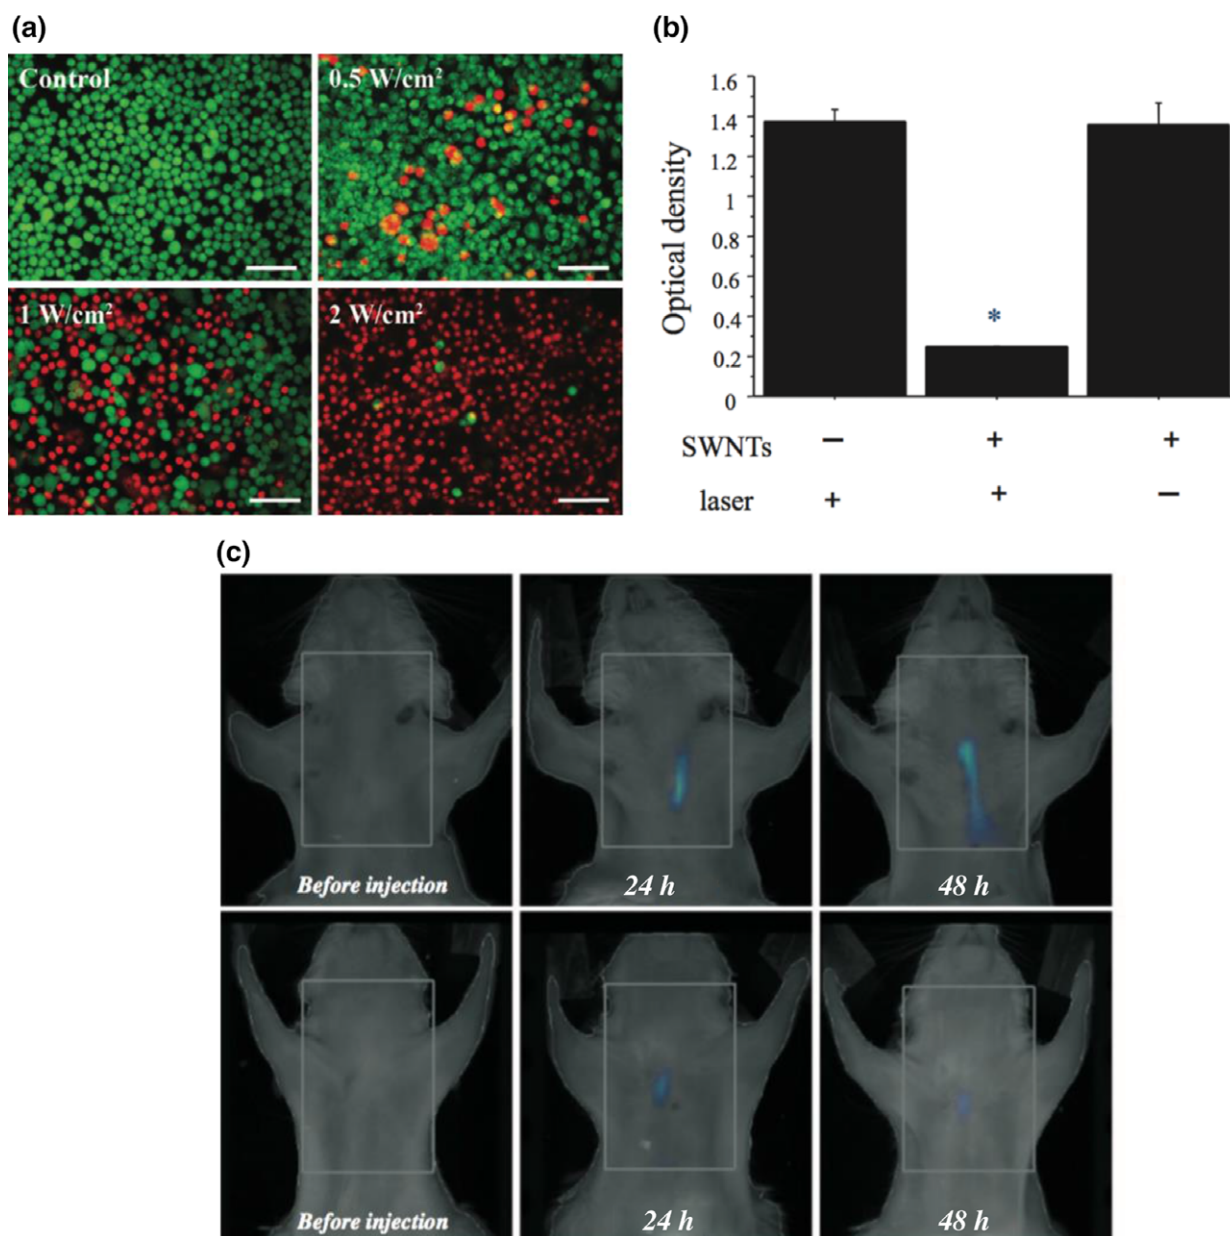 (a)
Control
0.5 W/cm²
1 W/cm²
2 W/cm²
(b)
Optical density
1.6
1.4
1.2
1
0.8
0.6
0.4
0.2
0
*
SWNTs − + +
laser + + −
(c)
Before injection
24 h
48 h
Before injection
24 h
48 h